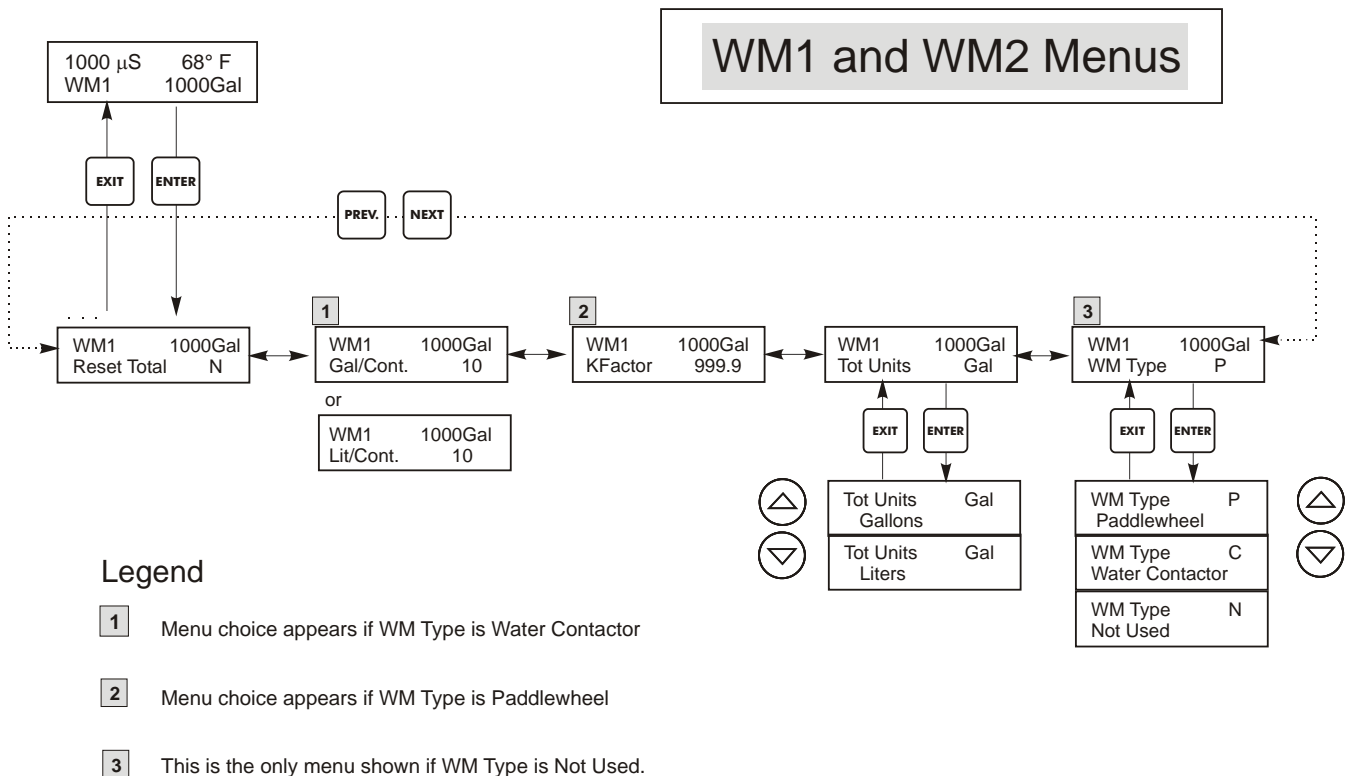 WM1 and WM2 Menus
1000 μS 68° F
WM1 1000Gal
EXIT
ENTER
PREV.
NEXT
WM1 1000Gal
Reset Total N
1
WM1 1000Gal
Gal/Cont. 10
or
WM1 1000Gal
Lit/Cont. 10
2
WM1 1000Gal
KFactor 999.9
WM1 1000Gal
Tot Units Gal
EXIT
ENTER
Tot Units Gal
Gallons
Tot Units Gal
Liters
3
WM1 1000Gal
WM Type P
EXIT
ENTER
WM Type P
Paddlewheel
WM Type C
Water Contactor
WM Type N
Not Used
Legend
1 Menu choice appears if WM Type is Water Contactor
2 Menu choice appears if WM Type is Paddlewheel
3 This is the only menu shown if WM Type is Not Used.